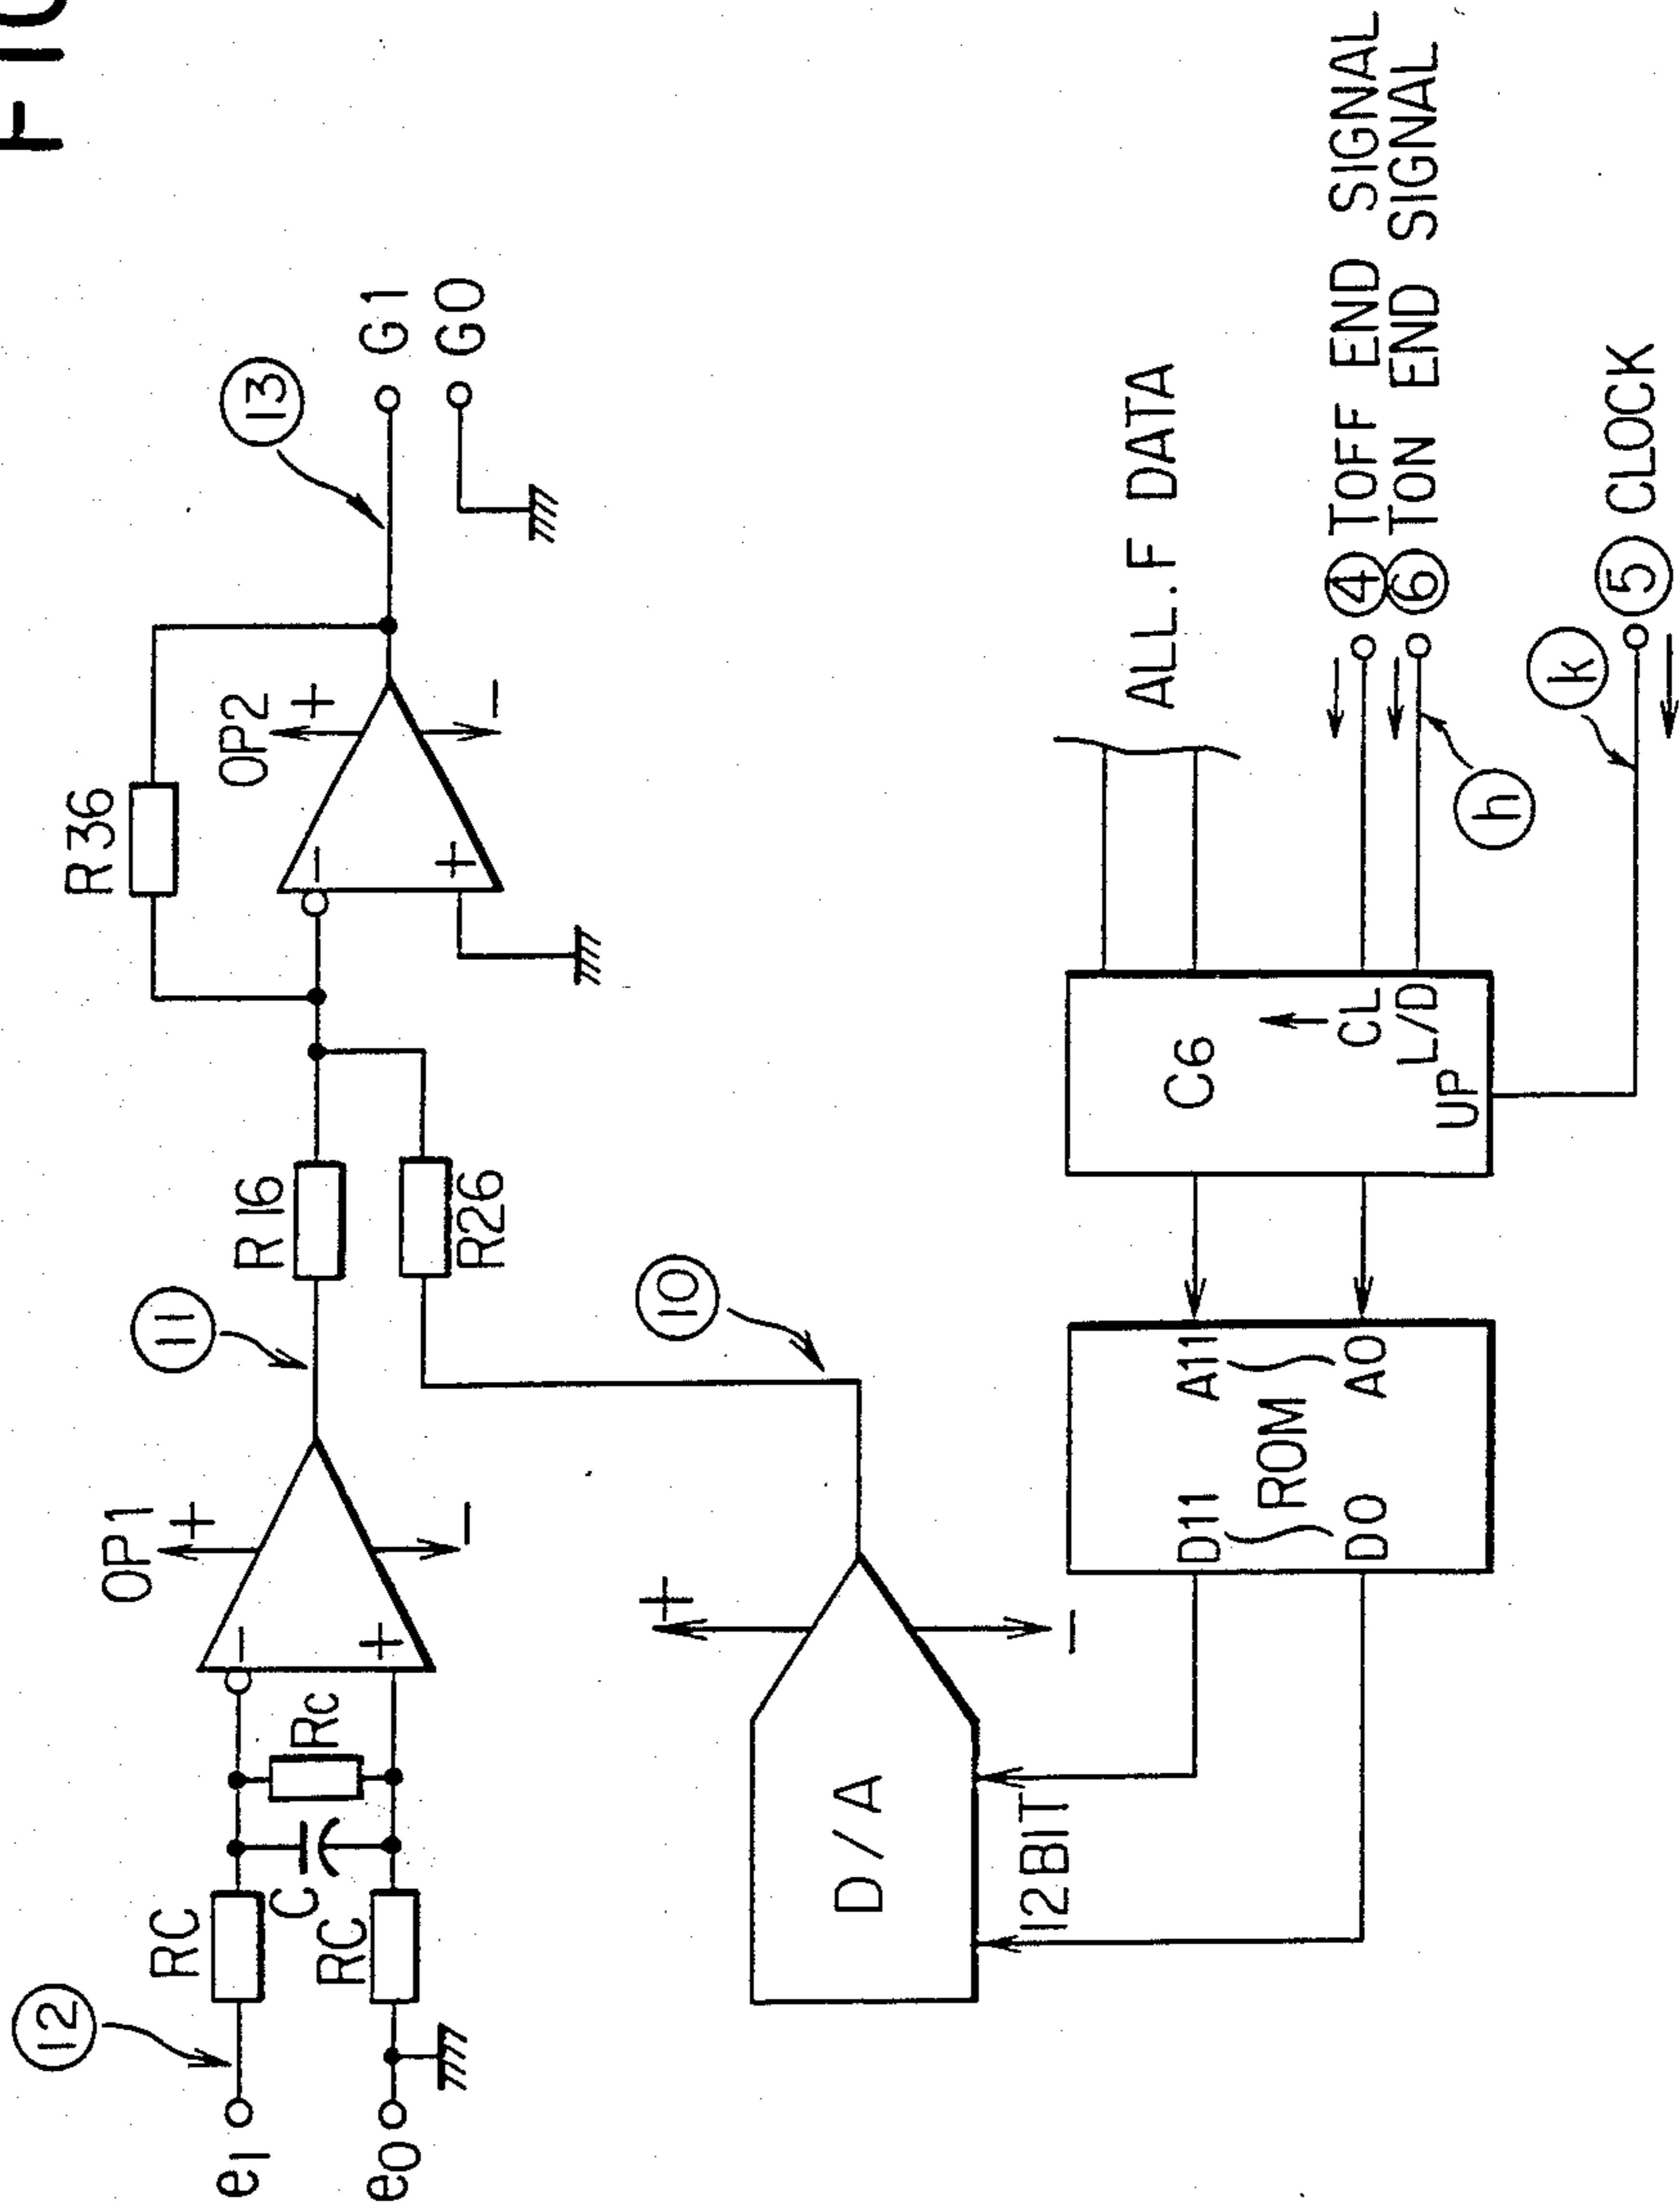 12
e1
e0
RC
RC
C
Rc
OP1
+
−
−
+
11
R16
R26
R36
OP2
+
−
−
+
13
G1
G0
10
D/A
+
−
12BIT
D11
D0
ROM
A11
A0
C6
CL
L/D
UP
ALL.F DATA
4 TOFF END SIGNAL
6 TON END SIGNAL
h
k
5 CLOCK